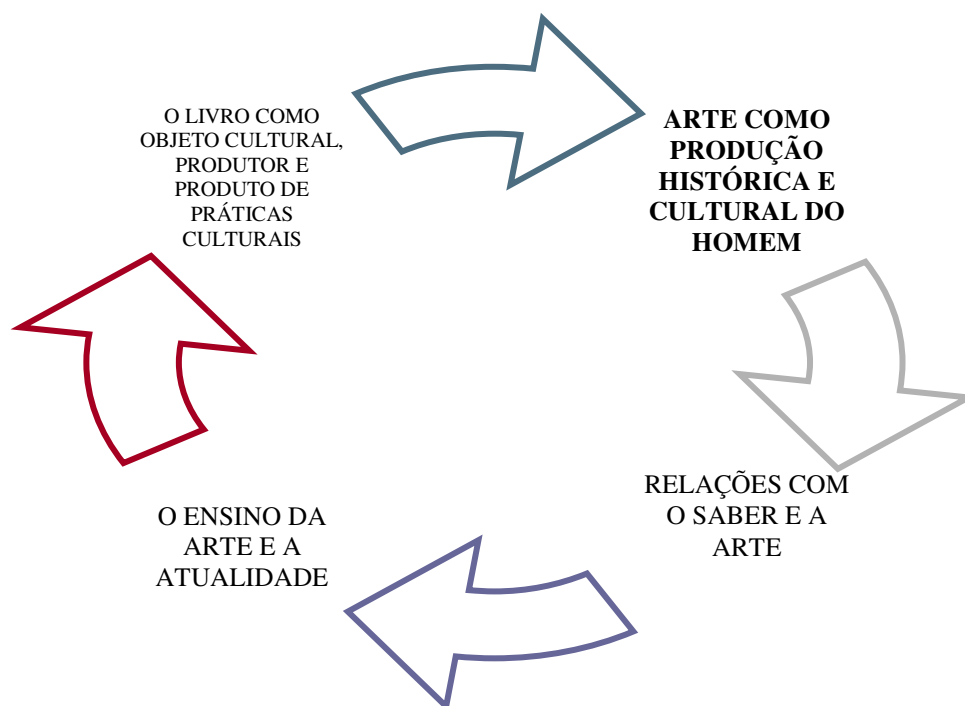 O LIVRO COMO
OBJETO CULTURAL,
PRODUTOR E
PRODUTO DE
PRÁTICAS
CULTURAIS
ARTE COMO
PRODUÇÃO
HISTÓRICA E
CULTURAL DO
HOMEM
RELAÇÕES COM
O SABER E A
ARTE
O ENSINO DA
ARTE E A
ATUALIDADE